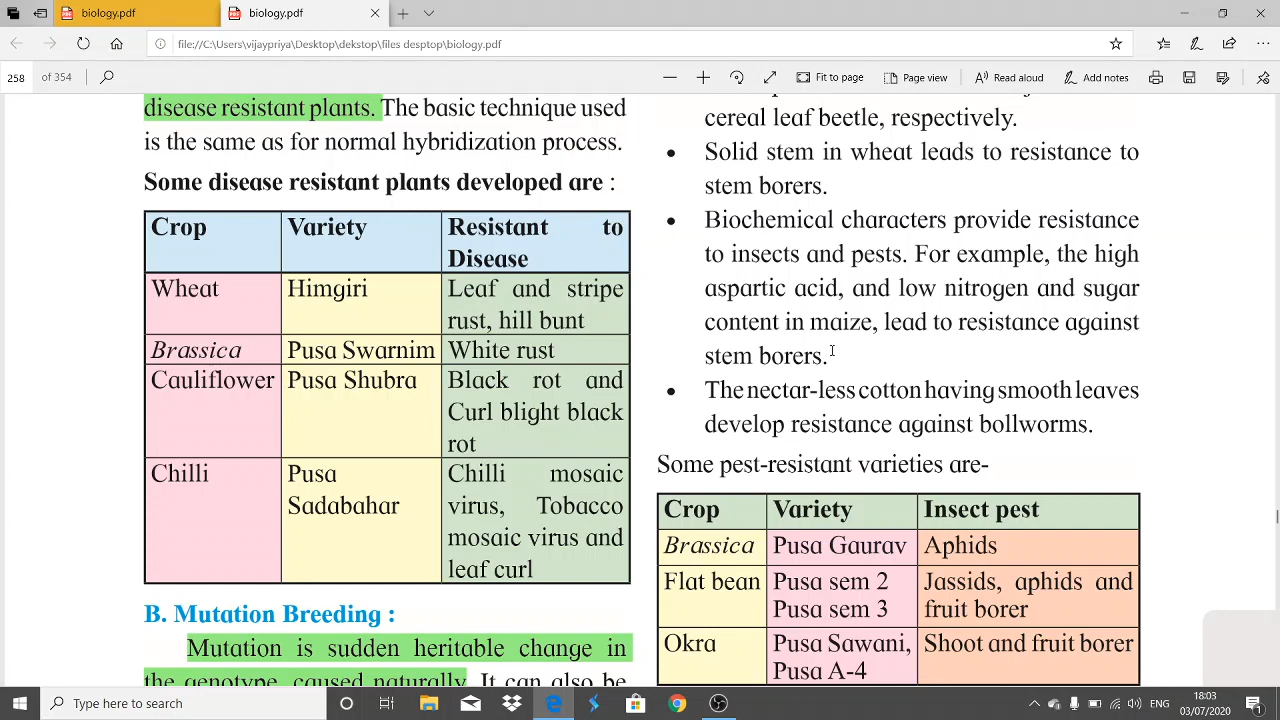 biology.pdf
biology.pdf
file://C:\Users\vijaypriya\Desktop\dekstop\files desptop\biology.pdf
258 of 354
Fit to page
Page view
Read aloud
Add notes
disease resistant plants. The basic technique used
is the same as for normal hybridization process.
Some disease resistant plants developed are :
Crop Variety Resistant to
Disease
Wheat Himgiri Leaf and stripe
rust, hill bunt
Brassica Pusa Swarnim White rust
Cauliflower Pusa Shubra Black rot and
Curl blight black
rot
Chilli Pusa Chilli mosaic
Sadabahar virus, Tobacco
mosaic virus and
leaf curl
B. Mutation Breeding :
Mutation is sudden heritable change in
the genotype, caused naturally. It can also be
cereal leaf beetle, respectively.
• Solid stem in wheat leads to resistance to
stem borers.
• Biochemical characters provide resistance
to insects and pests. For example, the high
aspartic acid, and low nitrogen and sugar
content in maize, lead to resistance against
stem borers.
• The nectar-less cotton having smooth leaves
develop resistance against bollworms.
Some pest-resistant varieties are-
Crop Variety Insect pest
Brassica Pusa Gaurav Aphids
Flat bean Pusa sem 2 Jassids, aphids and
Pusa sem 3 fruit borer
Okra Pusa Sawani, Shoot and fruit borer
Pusa A-4
Type here to search
ENG
18:03
03/07/2020
1